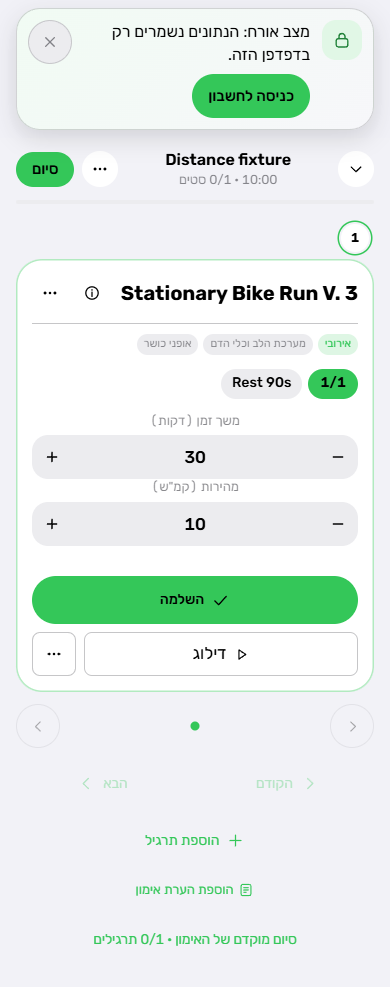 מצב אורח: הנתונים נשמרים רק
בדפדפן הזה.
כניסה לחשבון
Distance fixture
10:00 • 0/1 סטים
סיום
1
Stationary Bike Run V. 3
אירובי
מערכת הלב וכלי הדם
אופני כושר
1/1
Rest 90s
משך זמן (דקות)
30
מהירות (קמ"ש)
10
השלמה
דילוג
הקודם
הבא
הוספת תרגיל
הוספת הערת אימון
סיום מוקדם של האימון • 0/1 תרגילים